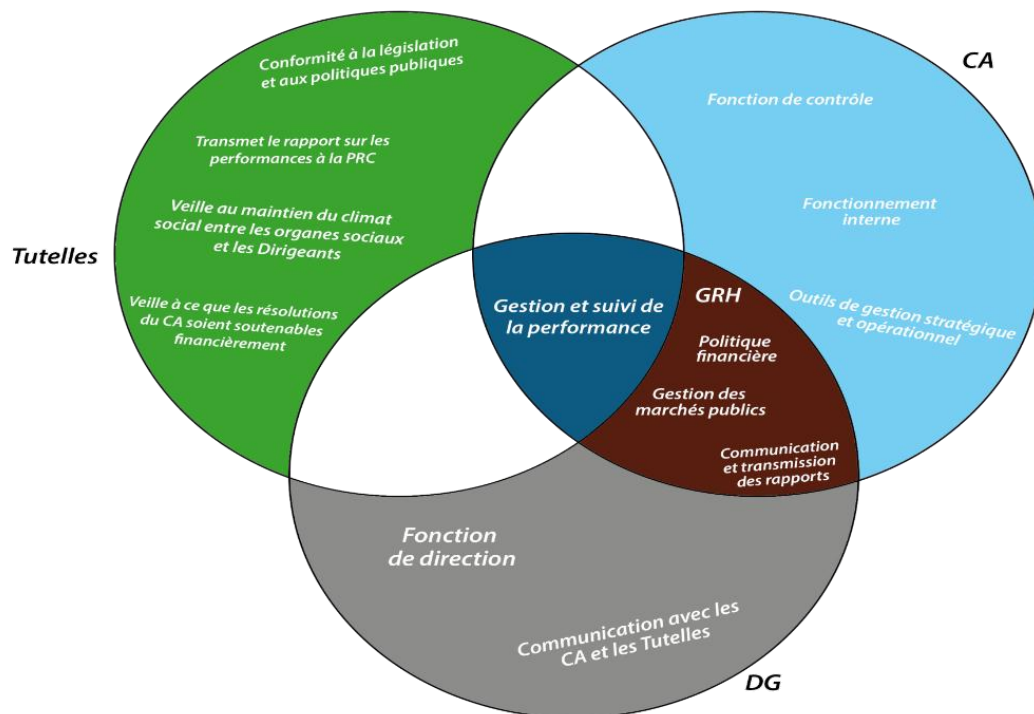 Conformité à la législation
et aux politiques publiques
CA
Fonction de contrôle
Transmet le rapport sur les
performances à la PRC
Veille au maintien du climat
social entre les organes sociaux
et les Dirigeants
Fonctionnement
interne
Tutelles
Veille à ce que les résolutions
du CA soient soutenables
financièrement
Gestion et suivi de
la performance
GRH
Politique
financière
Gestion des
marchés publics
Communication
et transmission
des rapports
Outils de gestion stratégique
et opérationnel
Fonction
de direction
Communication avec les
CA et les Tutelles
DG